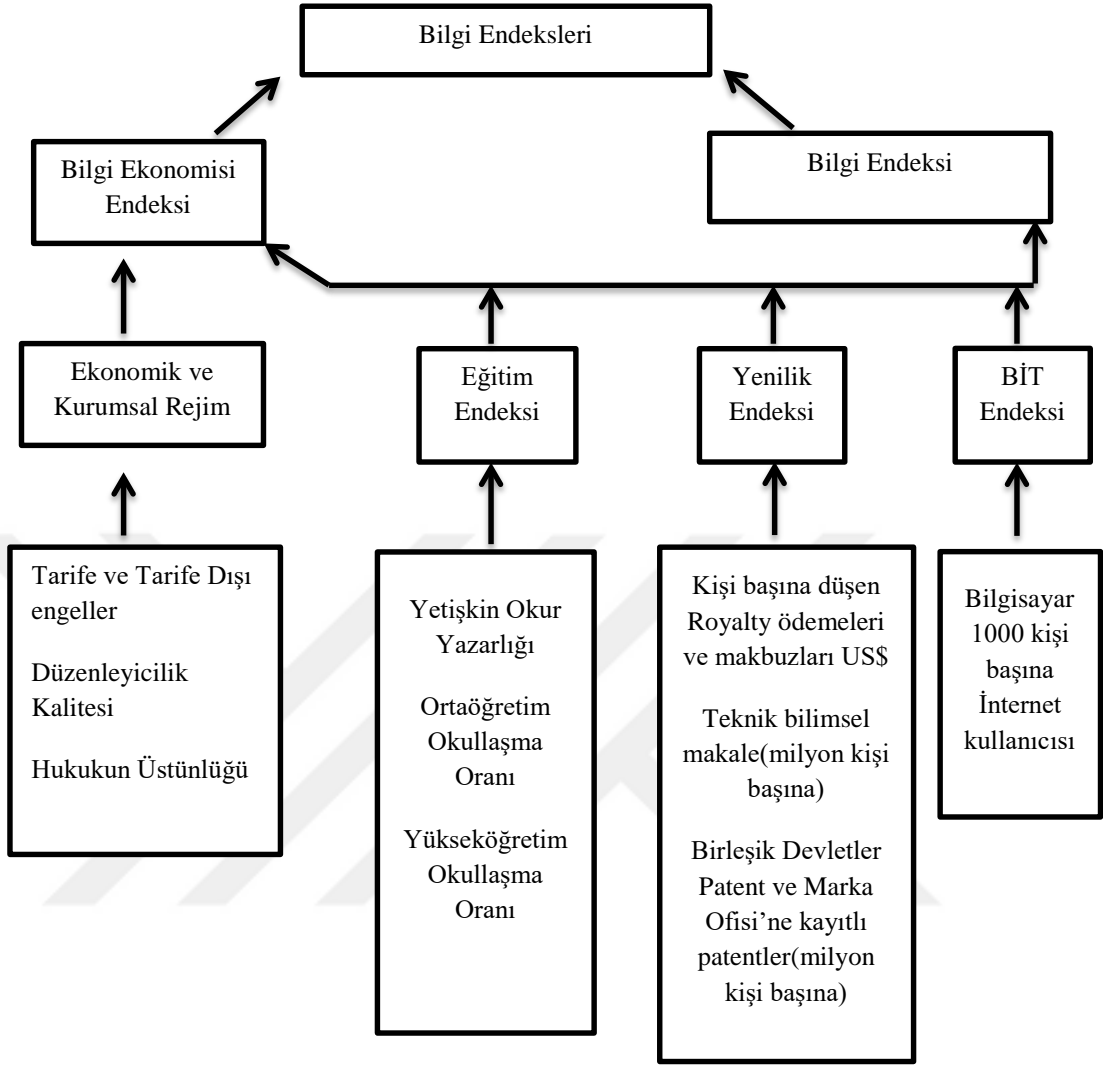 Bilgi Endeksleri
Bilgi Ekonomisi
Endeksi
Bilgi Endeksi
Ekonomik ve
Kurumsal Rejim
Eğitim
Endeksi
Yenilik
Endeksi
BİT
Endeksi
Tarife ve Tarife Dışı
engeller
Düzenleyicilik
Kalitesi
Hukukun Üstünlüğü
Yetişkin Okur
Yazarlığı
Ortaöğretim
Okullaşma
Oranı
Yükseköğretim
Okullaşma
Oranı
Kişi başına düşen
Royalty ödemeleri
ve makbuzları US$
Teknik bilimsel
makale(milyon kişi
başına)
Birleşik Devletler
Patent ve Marka
Ofisi’ne kayıtlı
patentler(milyon
kişi başına)
Bilgisayar
1000 kişi
başına
İnternet
kullanıcısı